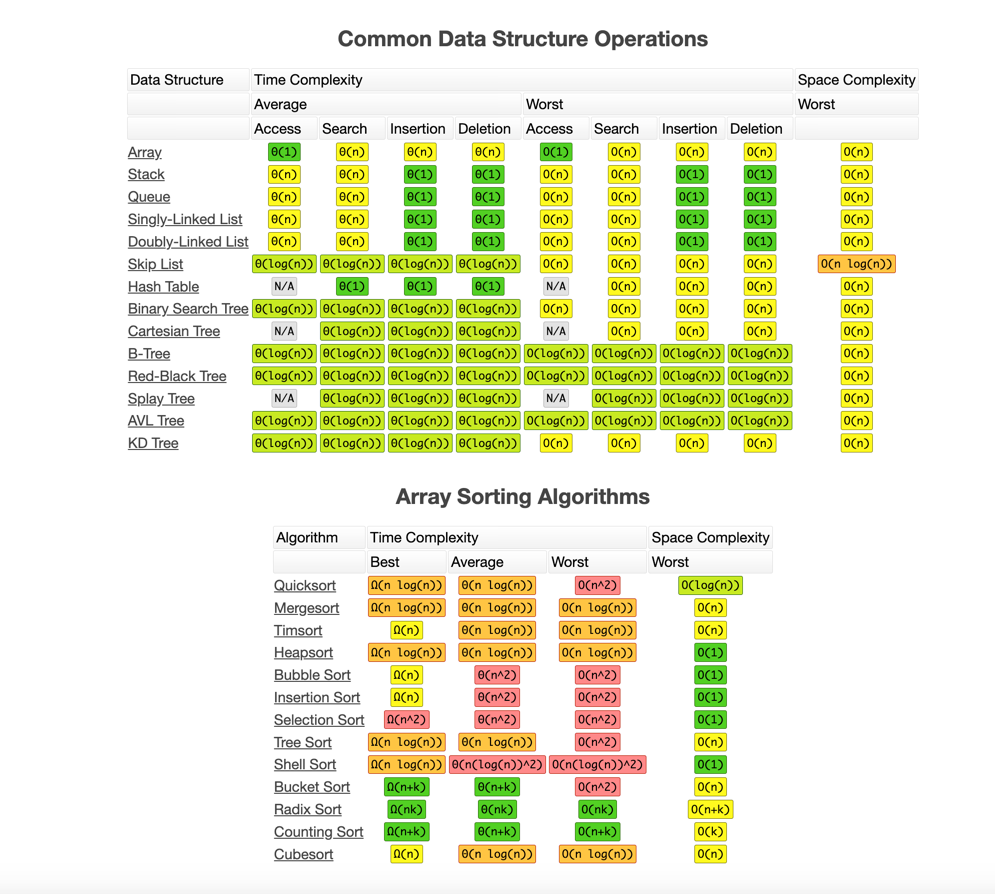 Common Data Structure Operations
Data Structure Time Complexity Space Complexity
Average Worst Worst
Access Search Insertion Deletion Access Search Insertion Deletion
Array Θ(1) Θ(n) Θ(n) Θ(n) O(1) O(n) O(n) O(n) O(n)
Stack Θ(n) Θ(n) Θ(1) Θ(1) O(n) O(n) O(1) O(1) O(n)
Queue Θ(n) Θ(n) Θ(1) Θ(1) O(n) O(n) O(1) O(1) O(n)
Singly-Linked List Θ(n) Θ(n) Θ(1) Θ(1) O(n) O(n) O(1) O(1) O(n)
Doubly-Linked List Θ(n) Θ(n) Θ(1) Θ(1) O(n) O(n) O(1) O(1) O(n)
Skip List Θ(log(n)) Θ(log(n)) Θ(log(n)) Θ(log(n)) O(n) O(n) O(n) O(n) O(n log(n))
Hash Table N/A Θ(1) Θ(1) Θ(1) N/A O(n) O(n) O(n) O(n)
Binary Search Tree Θ(log(n)) Θ(log(n)) Θ(log(n)) Θ(log(n)) O(n) O(n) O(n) O(n) O(n)
Cartesian Tree N/A Θ(log(n)) Θ(log(n)) Θ(log(n)) N/A O(n) O(n) O(n) O(n)
B-Tree Θ(log(n)) Θ(log(n)) Θ(log(n)) Θ(log(n)) O(log(n)) O(log(n)) O(log(n)) O(log(n)) O(n)
Red-Black Tree Θ(log(n)) Θ(log(n)) Θ(log(n)) Θ(log(n)) O(log(n)) O(log(n)) O(log(n)) O(log(n)) O(n)
Splay Tree N/A Θ(log(n)) Θ(log(n)) Θ(log(n)) N/A O(log(n)) O(log(n)) O(log(n)) O(n)
AVL Tree Θ(log(n)) Θ(log(n)) Θ(log(n)) Θ(log(n)) O(log(n)) O(log(n)) O(log(n)) O(log(n)) O(n)
KD Tree Θ(log(n)) Θ(log(n)) Θ(log(n)) Θ(log(n)) O(n) O(n) O(n) O(n) O(n)
Array Sorting Algorithms
Algorithm Time Complexity Space Complexity
Best Average Worst Worst
Quicksort Ω(n log(n)) Θ(n log(n)) O(n^2) O(log(n))
Mergesort Ω(n log(n)) Θ(n log(n)) O(n log(n)) O(n)
Timsort Ω(n) Θ(n log(n)) O(n log(n)) O(n)
Heapsort Ω(n log(n)) Θ(n log(n)) O(n log(n)) O(1)
Bubble Sort Ω(n) Θ(n^2) O(n^2) O(1)
Insertion Sort Ω(n) Θ(n^2) O(n^2) O(1)
Selection Sort Ω(n^2) Θ(n^2) O(n^2) O(1)
Tree Sort Ω(n log(n)) Θ(n log(n)) O(n^2) O(n)
Shell Sort Ω(n log(n)) Θ(n(log(n))^2) O(n(log(n))^2) O(1)
Bucket Sort Ω(n+k) Θ(n+k) O(n^2) O(n)
Radix Sort Ω(nk) Θ(nk) O(nk) O(n+k)
Counting Sort Ω(n+k) Θ(n+k) O(n+k) O(k)
Cubesort Ω(n) Θ(n log(n)) O(n log(n)) O(n)